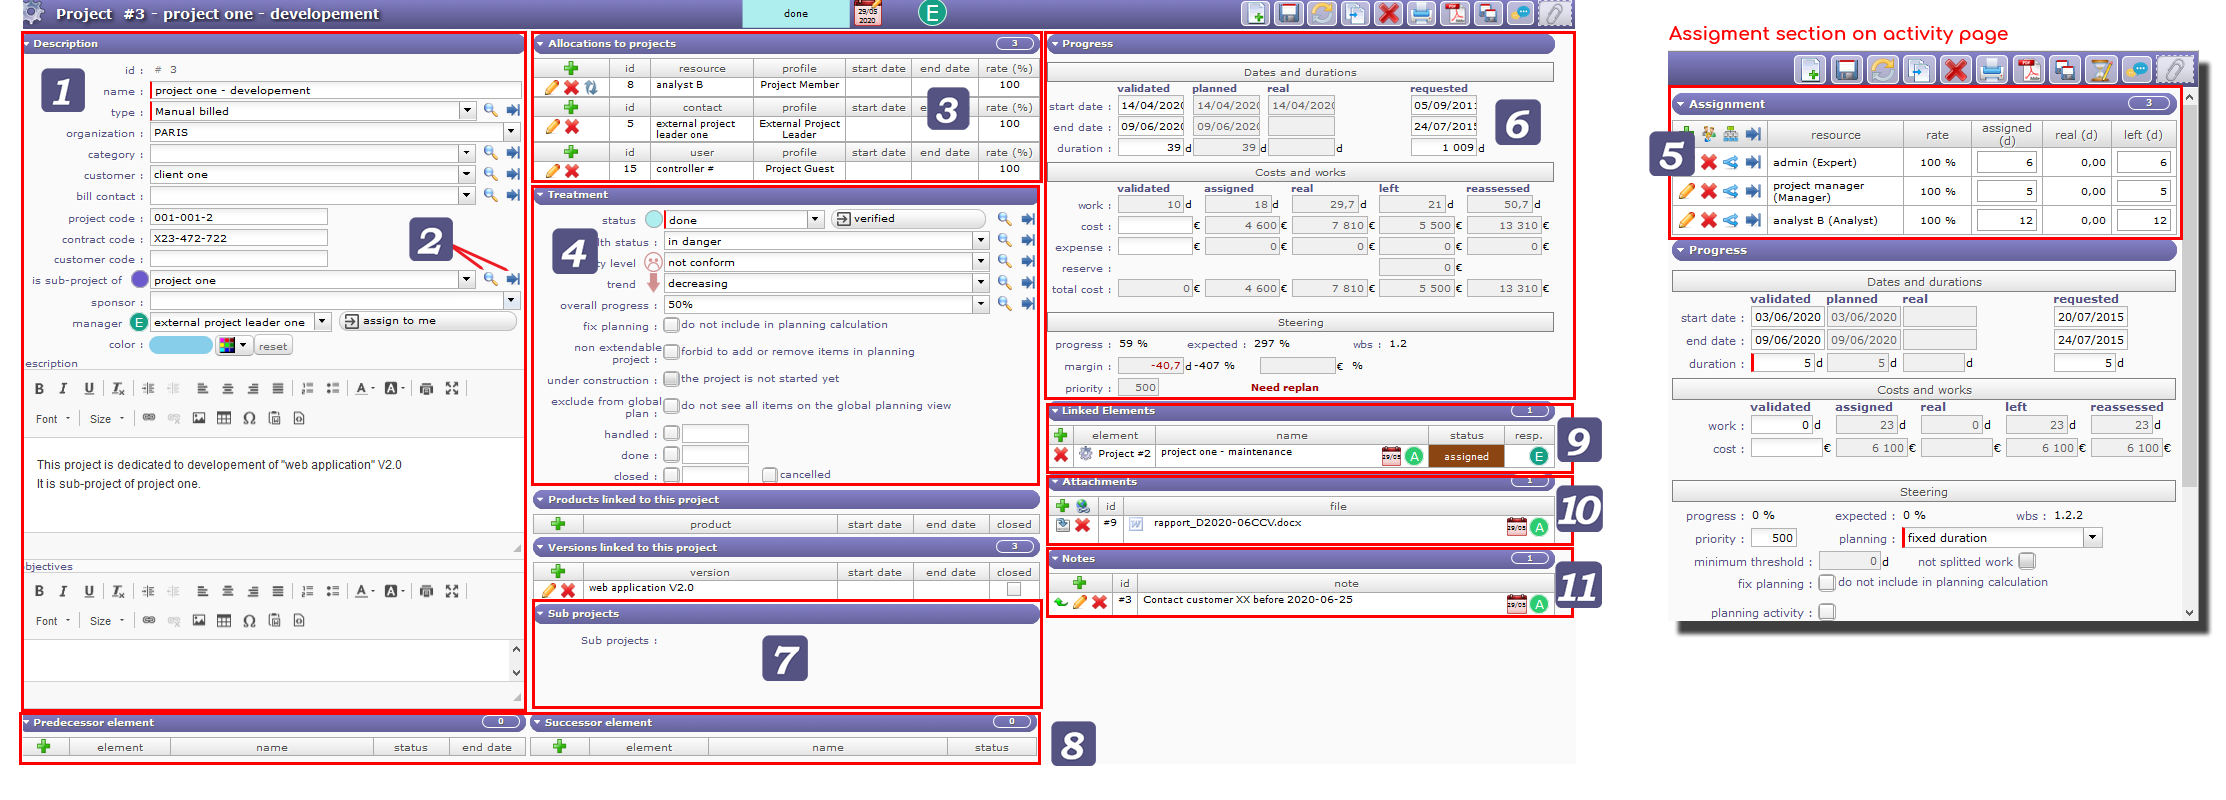 Project #3 - project one - developement
done
29/05
2020
E
Description
1
id : # 3
name : project one - developement
type : Manual billed
organization : PARIS
category :
customer : client one
bill contact :
project code : 001-001-2
contract code : X23-472-722
2
customer code :
is sub-project of project one
sponsor :
manager E external project leader one assign to me
color : reset
escription
B I U
Font Size
This project is dedicated to developement of "web application" V2.0
It is sub-project of project one.
bjectives
B I U
Font Size
Predecessor element 0
element name status end date
Allocations to projects 3
id resource profile start date end date rate (%)
8 analyst B Project Member 100
id contact profile start date end date rate (%)
3
5 external project leader one External Project Leader 100
id user profile start date end date rate (%)
15 controller # Project Guest 100
Treatment
status done verified
4
lth status : in danger
ty level not conform
trend decreasing
overall progress : 50%
fix planning : do not include in planning calculation
non extendable project : forbid to add or remove items in planning
under construction : the project is not started yet
exclude from global plan : do not see all items on the global planning view
handled :
done :
closed : cancelled
Products linked to this project
product start date end date closed
Versions linked to this project 3
version start date end date closed
web application V2.0
Sub projects
Sub projects :
7
Successor element 0
element name status
8
Progress
Dates and durations
validated planned real requested
start date : 14/04/202 14/04/202 14/04/202 05/09/201
6
end date : 09/06/202 09/06/202 24/07/201
duration : 39 d 39 d d 1 009 d
Costs and works
validated assigned real left reassessed
work : 10 d 18 d 29,7 d 21 d 50,7 d
cost : € 4 600 € 7 810 € 5 500 € 13 310 €
expense : € 0 € 0 € 0 € 0 €
reserve : 0 €
total cost : 0 € 4 600 € 7 810 € 5 500 € 13 310 €
Steering
progress : 59 % expected : 297 % wbs : 1.2
margin : -40,7 d -407 % € %
priority : 500 Need replan
Linked Elements 1
element name status resp.
9
Project #2 project one - maintenance 29/05 A assigned E
Attachments 1
id file
10
#9 rapport_D2020-06CCV.docx 29/05 A
Notes 1
id note
11
#3 Contact customer XX before 2020-06-25 29/05 A
Assigment section on activity page
Assignment 3
5
resource rate assigned (d) real (d) left (d)
admin (Expert) 100 % 6 0,00 6
project manager (Manager) 100 % 5 0,00 5
analyst B (Analyst) 100 % 12 0,00 12
Progress
Dates and durations
validated planned real requested
start date : 03/06/2020 03/06/2020 20/07/2015
end date : 09/06/2020 09/06/2020 24/07/2015
duration : 5 d 5 d d 5 d
Costs and works
validated assigned real left reassessed
work : 0 d 23 d 0 d 23 d 23 d
cost : € 6 100 € 0 € 6 100 € 6 100 €
Steering
progress : 0 % expected : 0 % wbs : 1.2.2
priority : 500 planning : fixed duration
minimum threshold : 0 d not splitted work
fix planning : do not include in planning calculation
planning activity :